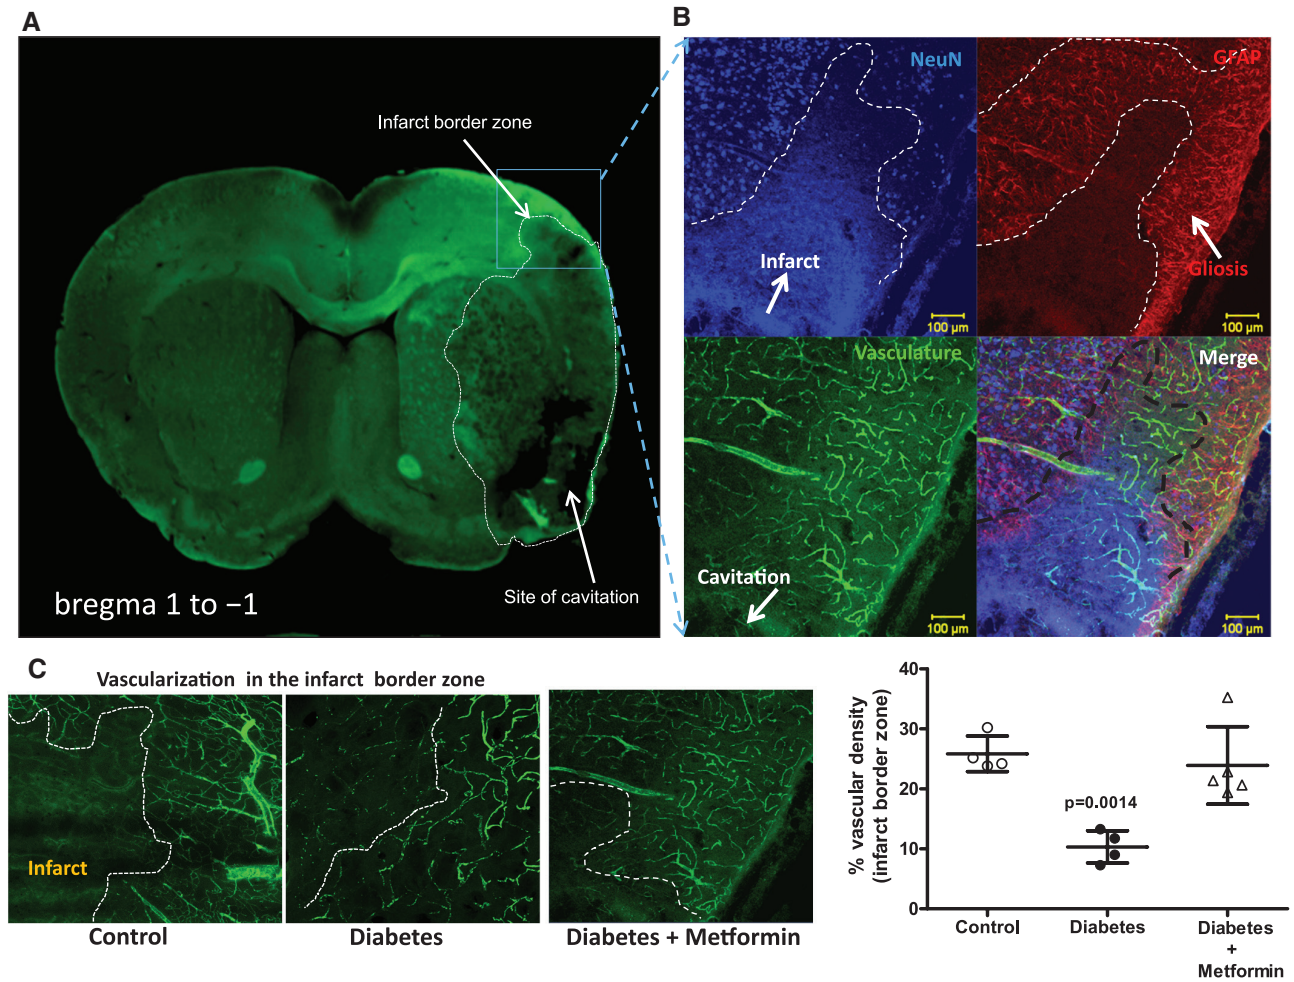 A
Infarct border zone
Site of cavitation
bregma 1 to −1
B
NeuN
Infarct
100 µm
GFAP
Gliosis
100 µm
Vasculature
Cavitation
100 µm
Merge
100 µm
C
Vascularization in the infarct border zone
Infarct
Control
Diabetes
Diabetes + Metformin
% vascular density
(infarct border zone)
40
30
20
10
0
p=0.0014
Control
Diabetes
Diabetes
+
Metformin